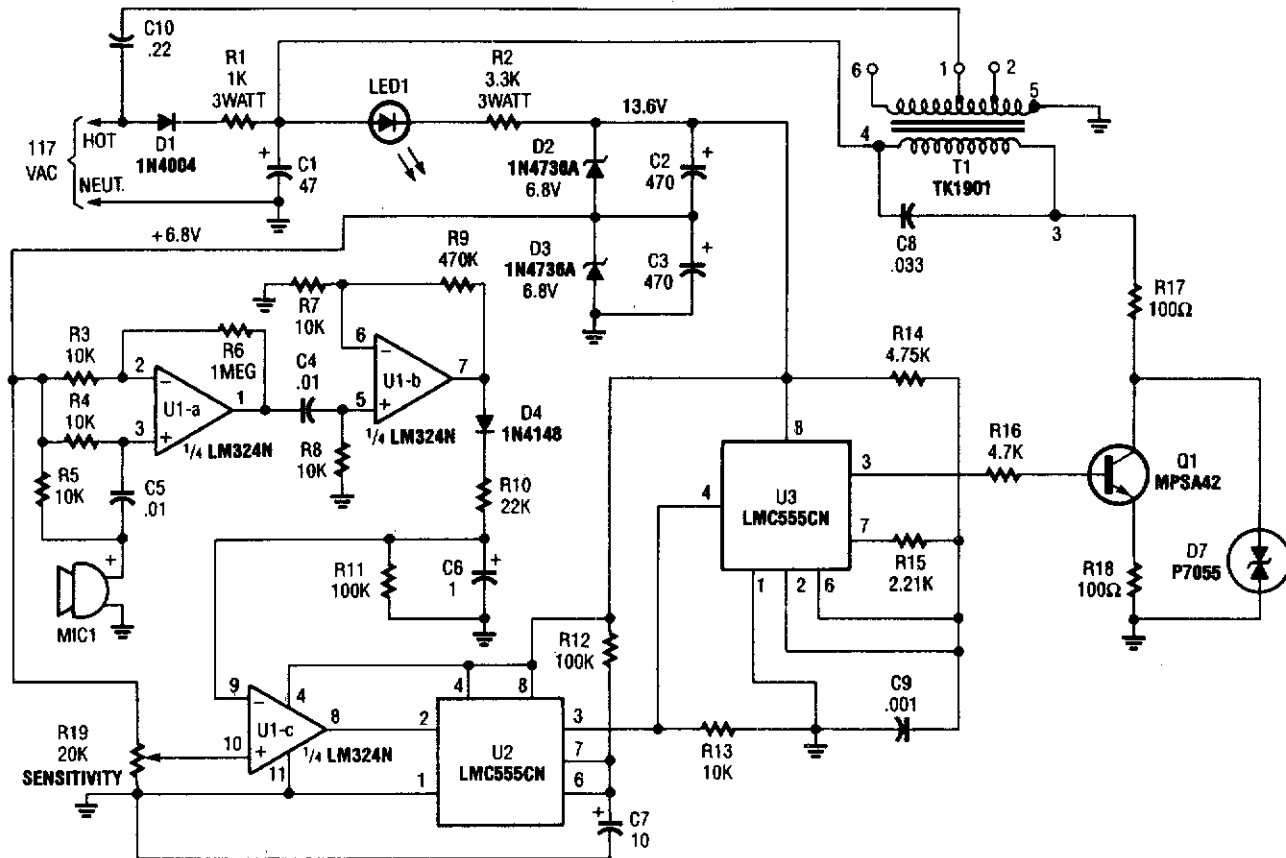 C10
.22
R1
1K
3WATT
LED1
R2
3.3K
3WATT
13.6V
6
1
2
5
4
T1
TK1901
117
VAC
HOT
NEUT.
D1
1N4004
+
C1
47
D2
1N4736A
6.8V
+
C2
470
C8
.033
3
+6.8V
R9
470K
D3
1N4736A
6.8V
+
C3
470
R17
100Ω
R7
10K
R3
10K
R6
1MEG
2
−
U1-a
1
R4
10K
3
+
1/4 LM324N
C4
.01
6
−
U1-b
7
5
+
1/4 LM324N
R8
10K
D4
1N4148
R14
4.75K
R5
10K
C5
.01
R10
22K
8
3
R16
4.7K
Q1
MPSA42
4
U3
LMC555CN
7
R15
2.21K
1
2
6
D7
P7055
R18
100Ω
+
MIC1
R11
100K
C6
1
+
R12
100K
9
−
4
U1-c
8
10
+
11
1/4 LM324N
R19
20K
SENSITIVITY
4
8
2
3
U2
LMC555CN
7
1
6
R13
10K
C9
.001
+
C7
10